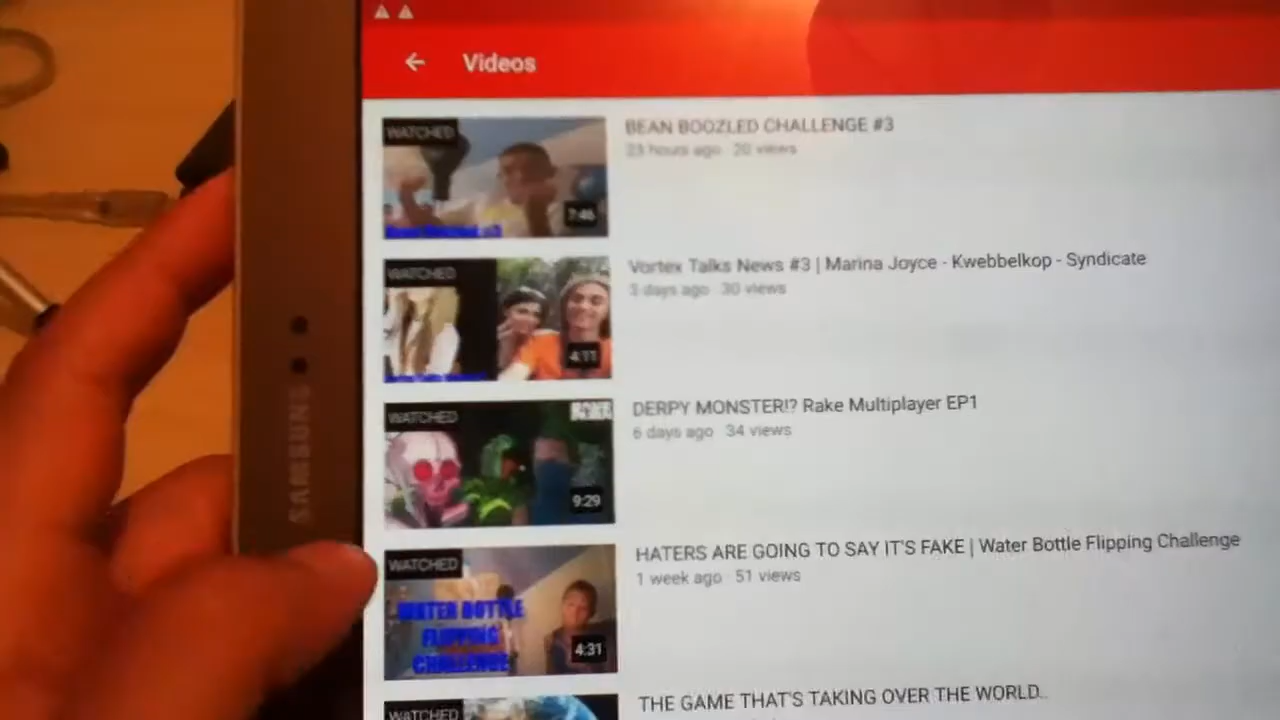 Videos
WATCHED
7:46
BEAN BOOZLED CHALLENGE #3
23 hours ago 20 views
WATCHED
4:11
Vortex Talks News #3 | Marina Joyce - Kwebbelkop - Syndicate
3 days ago 30 views
WATCHED
9:29
DERPY MONSTER!? Rake Multiplayer EP1
6 days ago 34 views
SAMSUNG
WATCHED
WATER BOTTLE
FLIPPING
CHALLENGE
4:31
HATERS ARE GOING TO SAY IT'S FAKE | Water Bottle Flipping Challenge
1 week ago 51 views
WATCHED
THE GAME THAT'S TAKING OVER THE WORLD..